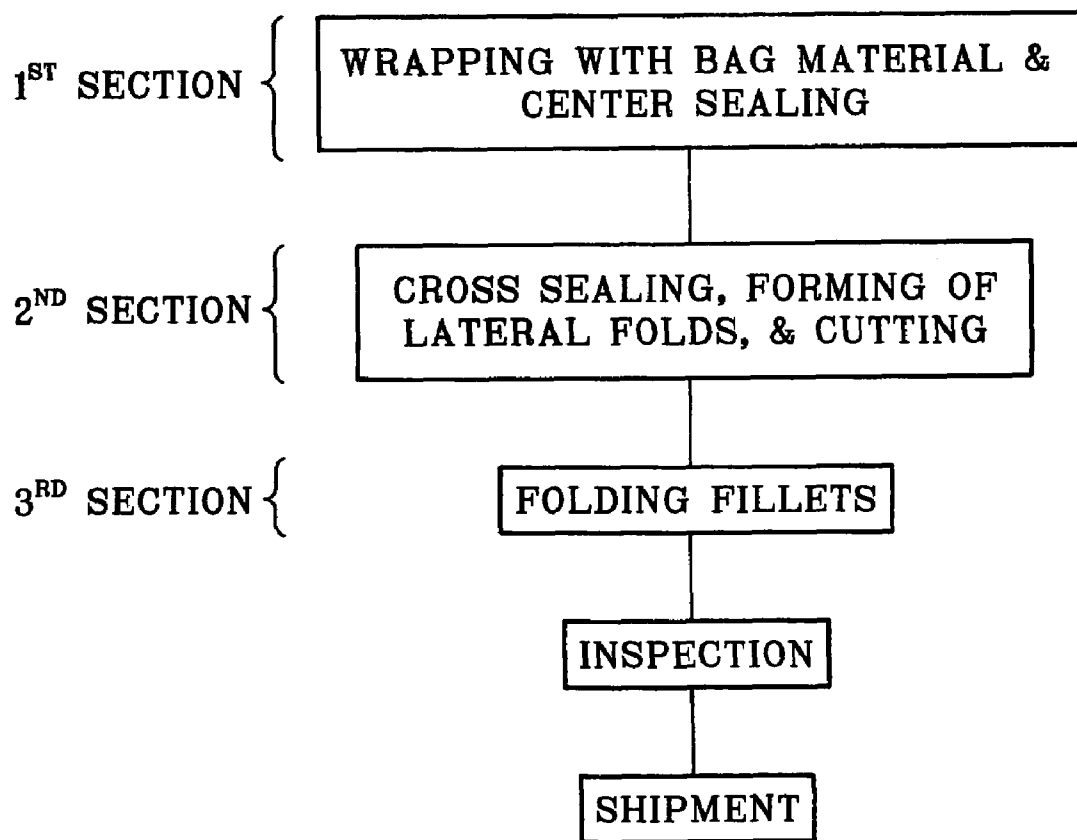 1ST SECTION
WRAPPING WITH BAG MATERIAL &
CENTER SEALING
2ND SECTION
CROSS SEALING, FORMING OF
LATERAL FOLDS, & CUTTING
3RD SECTION
FOLDING FILLETS
INSPECTION
SHIPMENT